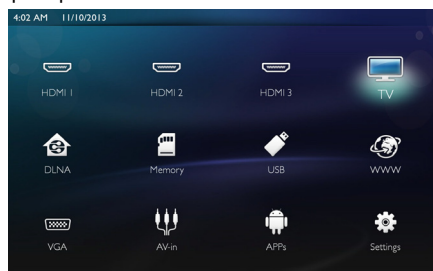 4:02 AM 11/10/2013
HDMI 1 HDMI 2 HDMI 3 TV
DLNA Memory USB WWW
VGA AV-in APPs Settings